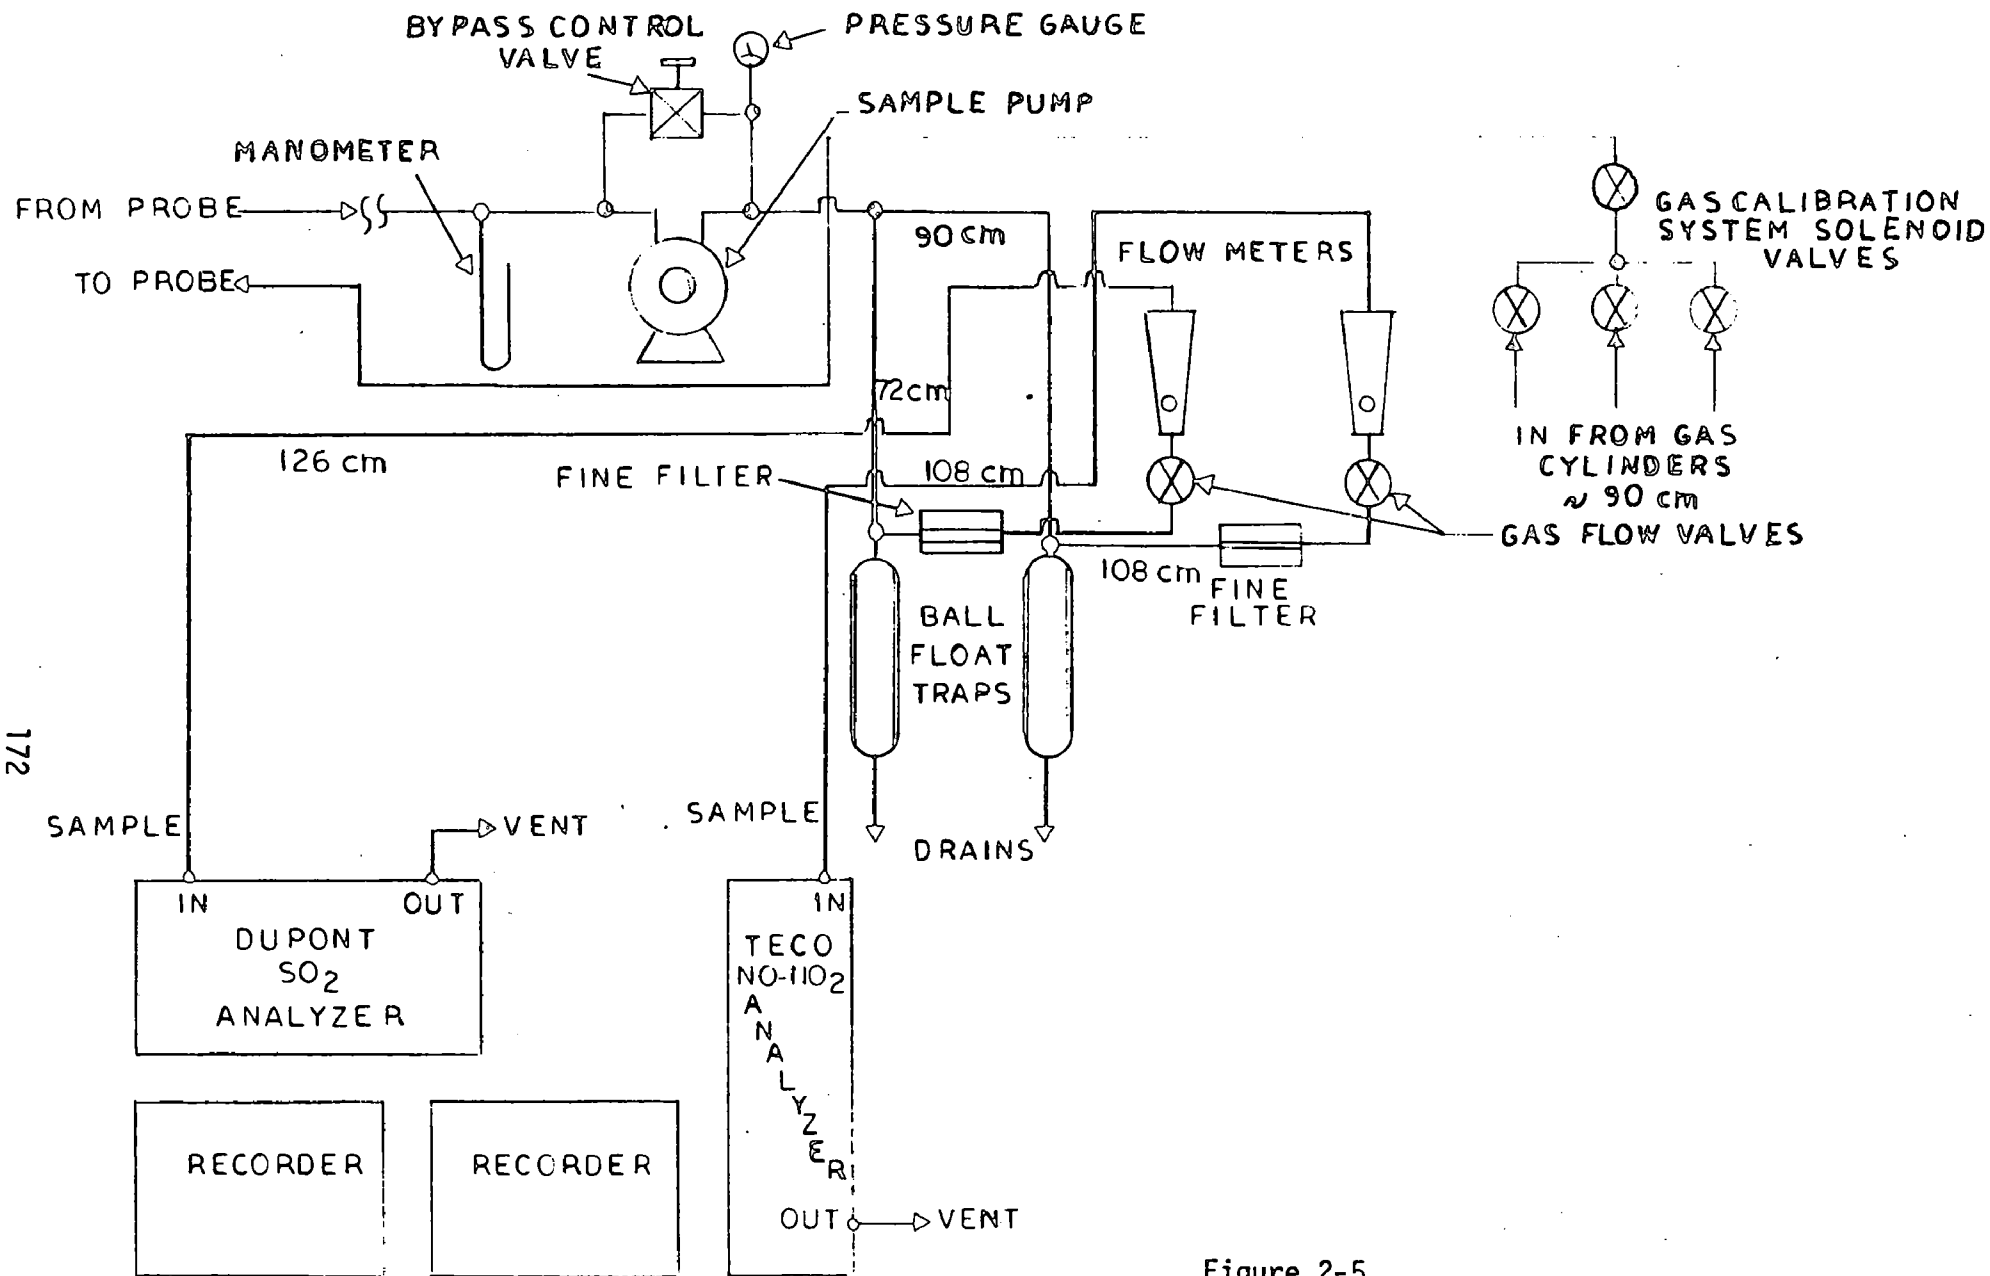 BYPASS CONTROL
VALVE
PRESSURE GAUGE
SAMPLE PUMP
MANOMETER
FROM PROBE
TO PROBE
90 cm
FLOW METERS
GAS CALIBRATION
SYSTEM SOLENOID
VALVES
72 cm
126 cm
FINE FILTER
108 cm
IN FROM GAS
CYLINDERS
~ 90 cm
GAS FLOW VALVES
108 cm
FINE
FILTER
BALL
FLOAT
TRAPS
172
SAMPLE
VENT
SAMPLE
DRAINS
IN
OUT
DUPONT
SO2
ANALYZER
IN
TECO
NO-1102
ANALYZER
OUT
VENT
RECORDER
RECORDER
Figure 2-5